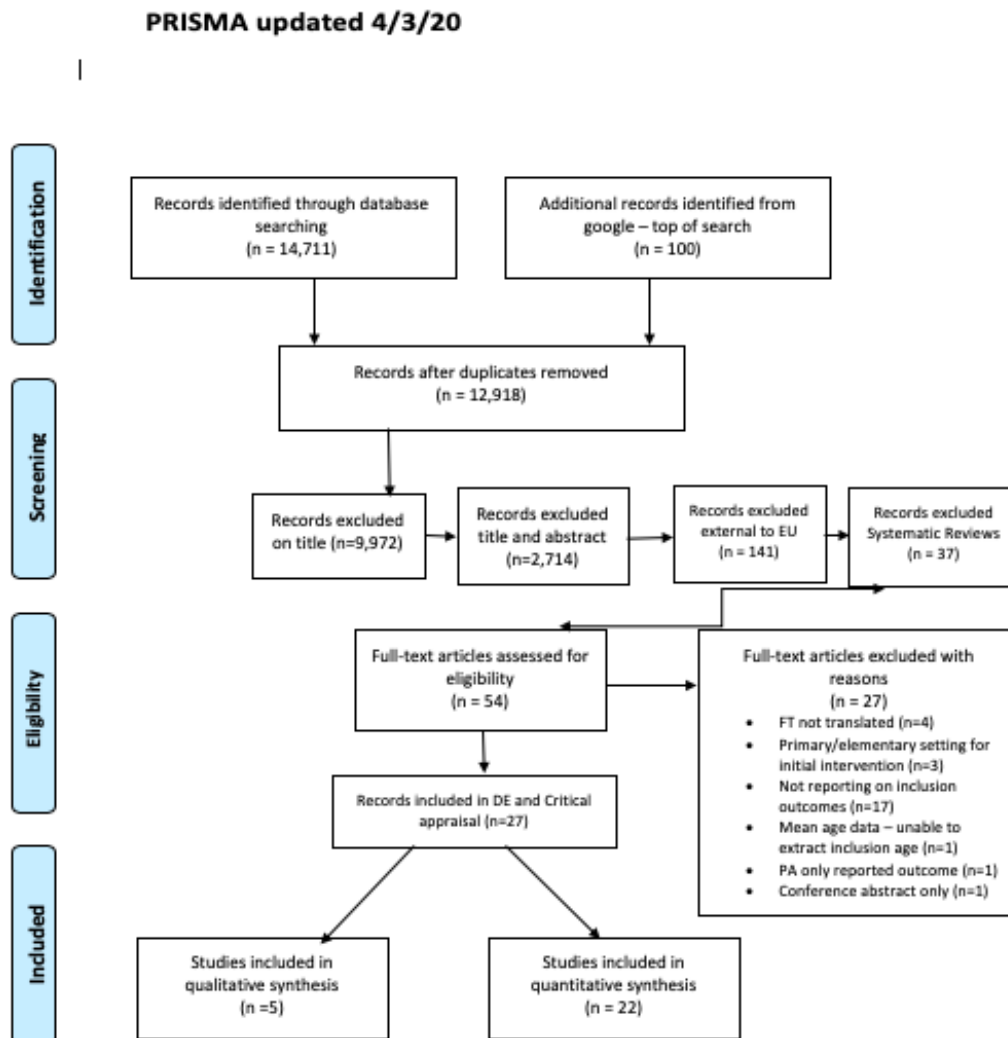 PRISMA updated 4/3/20
Identification
Records identified through database
searching
(n = 14,711)
Additional records identified from
google – top of search
(n = 100)
Records after duplicates removed
(n = 12,918)
Screening
Records excluded
on title (n=9,972)
Records excluded
title and abstract
(n=2,714)
Records excluded
external to EU
(n = 141)
Records excluded
Systematic Reviews
(n = 37)
Eligibility
Full-text articles assessed for
eligibility
(n = 54)
Full-text articles excluded with
reasons
(n = 27)
• FT not translated (n=4)
• Primary/elementary setting for
initial intervention (n=3)
• Not reporting on inclusion
outcomes (n=17)
• Mean age data – unable to
extract inclusion age (n=1)
• PA only reported outcome (n=1)
• Conference abstract only (n=1)
Records included in DE and Critical
appraisal (n=27)
Included
Studies included in
qualitative synthesis
(n =5)
Studies included in
quantitative synthesis
(n = 22)